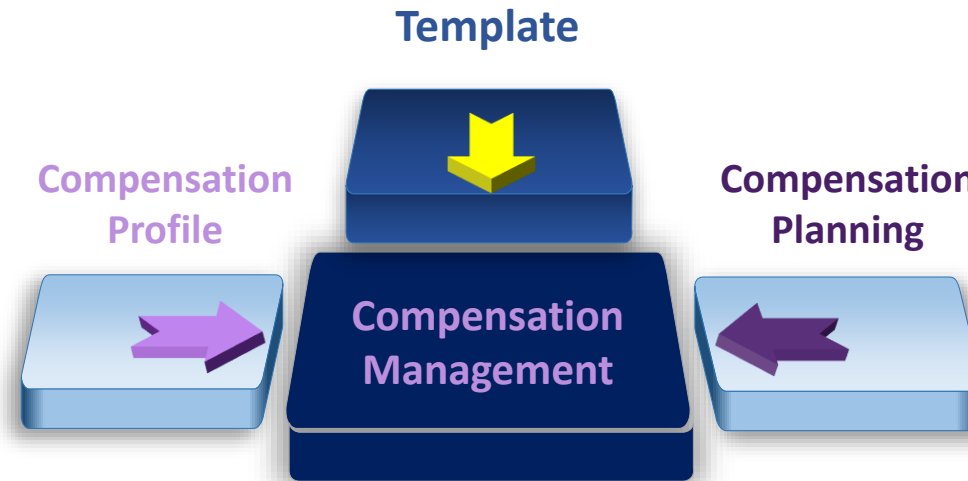 Template
Compensation
Profile
Compensation
Planning
Compensation
Management